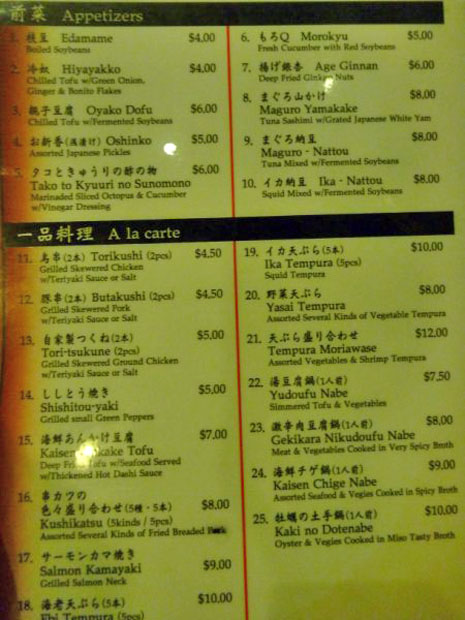 前菜 Appetizers
1. 枝豆 Edamame $4.00
Boiled Soybeans
2. 冷奴 Hiyayakko $4.00
Chilled Tofu w/Green Onion,
Ginger & Bonito Flakes
3. 親子豆腐 Oyako Dofu $6.00
Chilled Tofu w/Fermented Soybeans
4. お新香(浅漬け) Oshinko $5.00
Assorted Japanese Pickles
5. タコときゅうりの酢の物 $6.00
Tako to Kyuuri no Sunomono
Marinaded Sliced Octopus & Cucumber
w/Vinegar Dressing
6. もろQ Morokyu $5.00
Fresh Cucumber with Red Soybeans
7. 揚げ銀杏 Age Ginnan $6.00
Deep Fried Ginkgo Nuts
8. まぐろ山かけ $8.00
Maguro Yamakake
Tuna Sashimi w/Grated Japanese White Yam
9. まぐろ納豆 $8.00
Maguro - Nattou
Tuna Mixed w/Fermented Soybeans
10. イカ納豆 Ika - Nattou $8.00
Squid Mixed w/Fermented Soybeans
一品料理 A la carte
11. 鳥串(2本) Torikushi (2pcs) $4.50
Grilled Skewered Chicken
w/Teriyaki Sauce or Salt
12. 豚串(2本) Butakushi (2pcs) $4.50
Grilled Skewered Pork
w/Teriyaki Sauce or Salt
13. 自家製つくね(2本) $5.00
Tori-tsukune (2pcs)
Grilled Skewered Ground Chicken
w/Teriyaki Sauce or Salt
14. ししとう焼き $5.00
Shishitou-yaki
Grilled small Green Peppers
15. 海鮮あんかけ豆腐 $7.00
Kaisen Ankake Tofu
Deep Fried Tofu w/Seafood Served
w/Thickened Hot Dashi Sauce
16. 串カツの
色々盛り合わせ(5種・5本) $8.00
Kushikatsu (5kinds / 5pcs)
Assorted Several Kinds of Fried Breaded Pork
17. サーモンカマ焼き
Salmon Kamayaki $9.00
Grilled Salmon Neck
18. 海老天ぷら(5本) $10.00
Ebi Tempura (5pcs)
19. イカ天ぷら(5本) $10.00
Ika Tempura (5pcs)
Squid Tempura
20. 野菜天ぷら $8.00
Yasai Tempura
Assorted Several Kinds of Vegetable Tempura
21. 天ぷら盛り合わせ $12.00
Tempura Moriawase
Assorted Vegetables & Shrimp Tempura
22. 湯豆腐鍋(1人前) $7.50
Yudoufu Nabe
Simmered Tofu & Vegetables
23. 激辛肉豆腐鍋(1人前) $8.00
Gekikara Nikudoufu Nabe
Meat & Vegetables Cooked in Very Spicy Broth
24. 海鮮チゲ鍋(1人前) $9.00
Kaisen Chige Nabe
Assorted Seafood & Vegies Cooked in Spicy Broth
25. 牡蠣の土手鍋(1人前) $10.00
Kaki no Dotenabe
Oyster & Vegies Cooked in Miso Tasty Broth